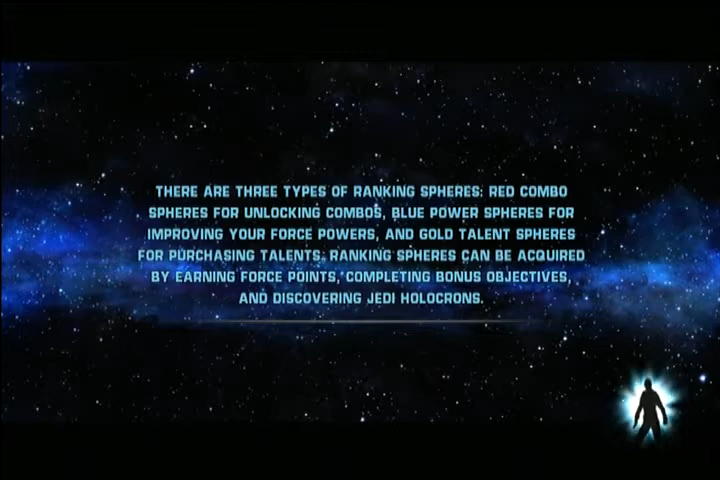 THERE ARE THREE TYPES OF RANKING SPHERES: RED COMBO
SPHERES FOR UNLOCKING COMBOS, BLUE POWER SPHERES FOR
IMPROVING YOUR FORCE POWERS, AND GOLD TALENT SPHERES
FOR PURCHASING TALENTS. RANKING SPHERES CAN BE ACQUIRED
BY EARNING FORCE POINTS, COMPLETING BONUS OBJECTIVES,
AND DISCOVERING JEDI HOLOCRONS.